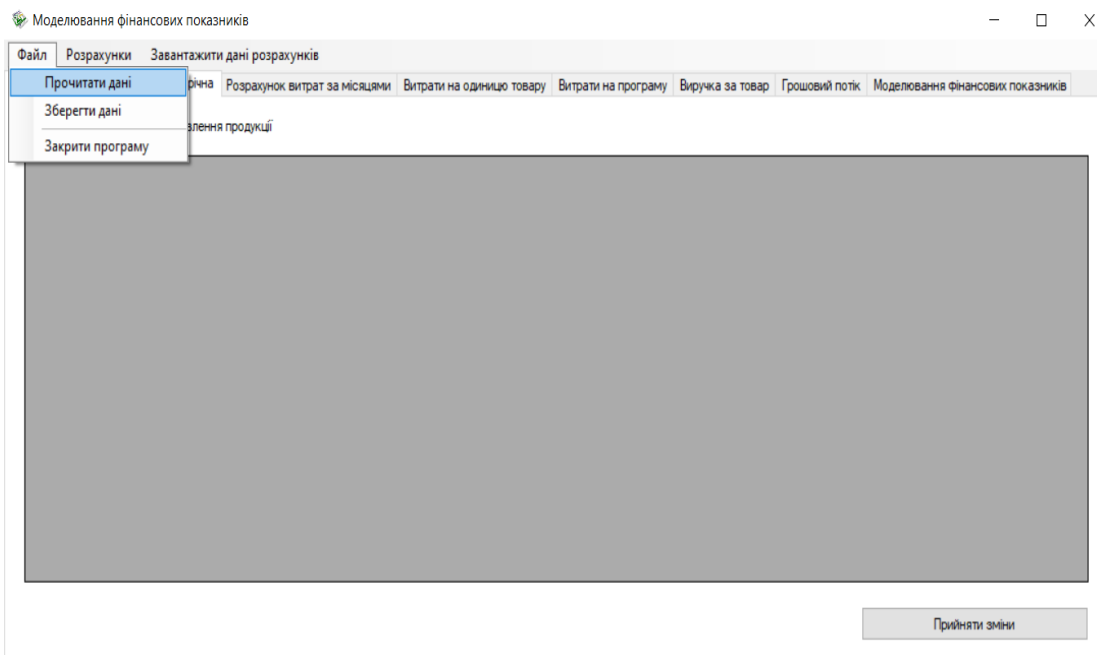 Моделювання фінансових показників
Файл Розрахунки Завантажити дані розрахунків
Прочитати дані
річна Розрахунок витрат за місяцями Витрати на одиницю товару Витрати на програму Виручка за товар Грошовий потік Моделювання фінансових показників
Зберегти дані
влення продукції
Закрити програму
Прийняти зміни